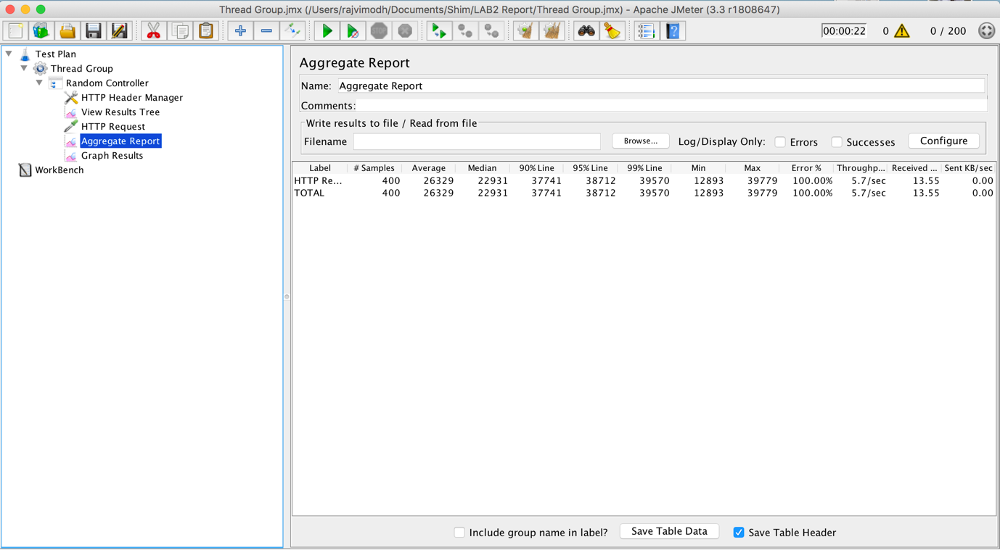 Thread Group.jmx (/Users/rajvimodh/Documents/Shim/LAB2 Report/Thread Group.jmx) - Apache JMeter (3.3 r1808647)
STOP 00:00:22 0 0 / 200
Test Plan
Thread Group
Random Controller
HTTP Header Manager
View Results Tree
HTTP Request
Aggregate Report
Graph Results
WorkBench
Aggregate Report
Name: Aggregate Report
Comments:
Write results to file / Read from file
Filename Browse... Log/Display Only: Errors Successes Configure
Label # Samples Average Median 90% Line 95% Line 99% Line Min Max Error % Throughp... Received ... Sent KB/sec
HTTP Re... 400 26329 22931 37741 38712 39570 12893 39779 100.00% 5.7/sec 13.55 0.00
TOTAL 400 26329 22931 37741 38712 39570 12893 39779 100.00% 5.7/sec 13.55 0.00
Include group name in label? Save Table Data Save Table Header